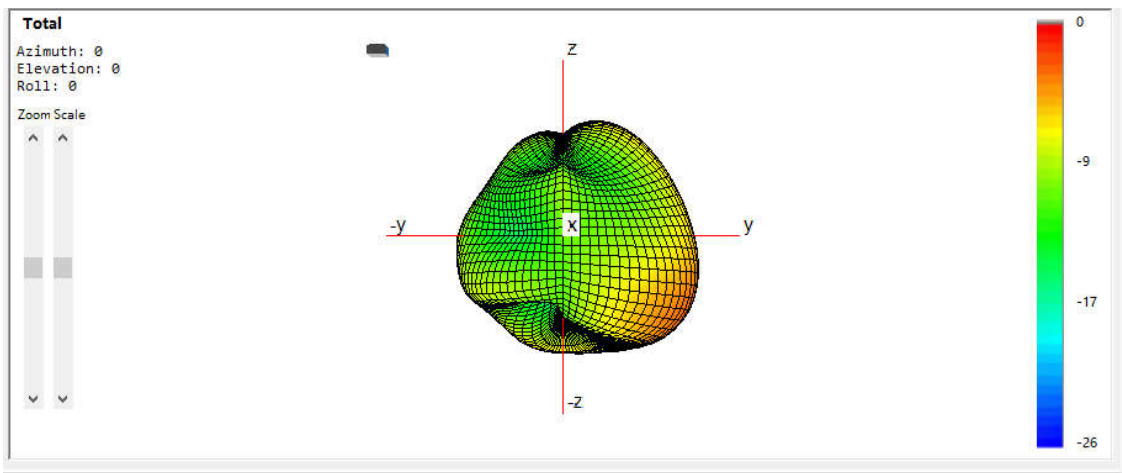 Total
Azimuth: 0
Elevation: 0
Roll: 0
Zoom Scale
z
-y
x
y
-z
0
-9
-17
-26